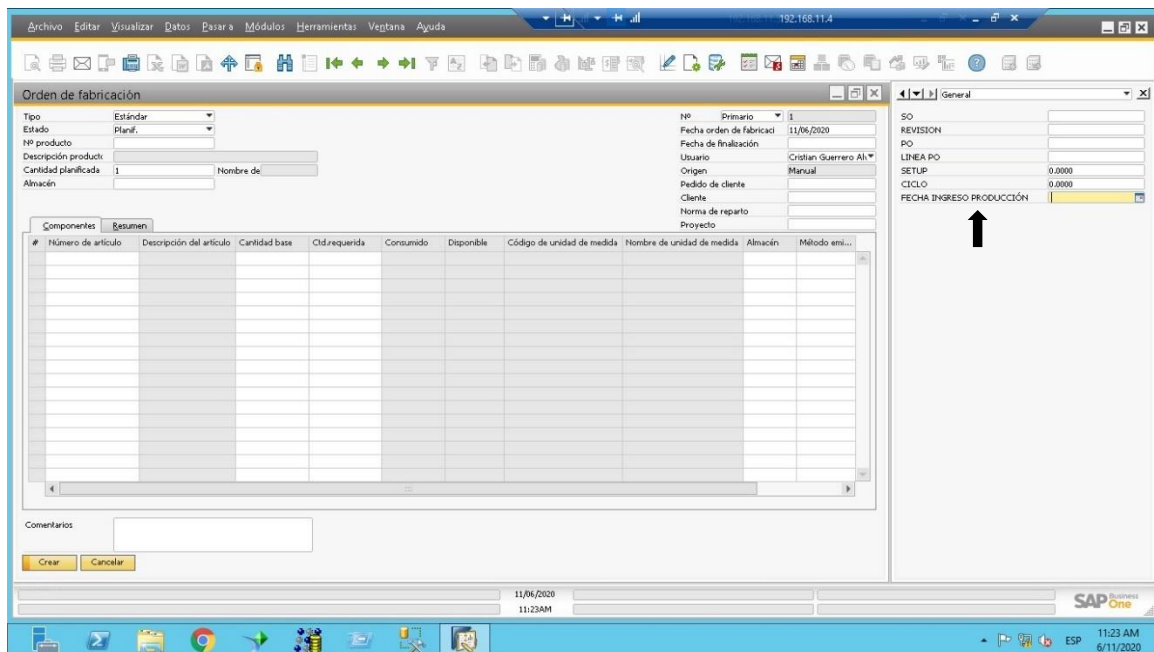 192.168.11.4
Archivo Editar Visualizar Datos Pasar a Módulos Herramientas Ventana Ayuda
Orden de fabricación
Tipo Estándar
Estado Planif.
Nº producto
Descripción producto
Cantidad planificada 1 Nombre de
Almacén
Nº Primario 1
Fecha orden de fabricaci 11/06/2020
Fecha de finalización
Usuario Cristian Guerrero Alv
Origen Manual
Pedido de cliente
Cliente
Norma de reparto
Proyecto
Componentes Resumen
# Número de artículo Descripción del artículo Cantidad base Ctd.requerida Consumido Disponible Código de unidad de medida Nombre de unidad de medida Almacén Método emi...
Comentarios
Crear Cancelar
General
SO
REVISION
PO
LINEA PO
SETUP 0.0000
CICLO 0.0000
FECHA INGRESO PRODUCCIÓN
11/06/2020
11:23AM
SAP Business One
ESP
11:23 AM
6/11/2020